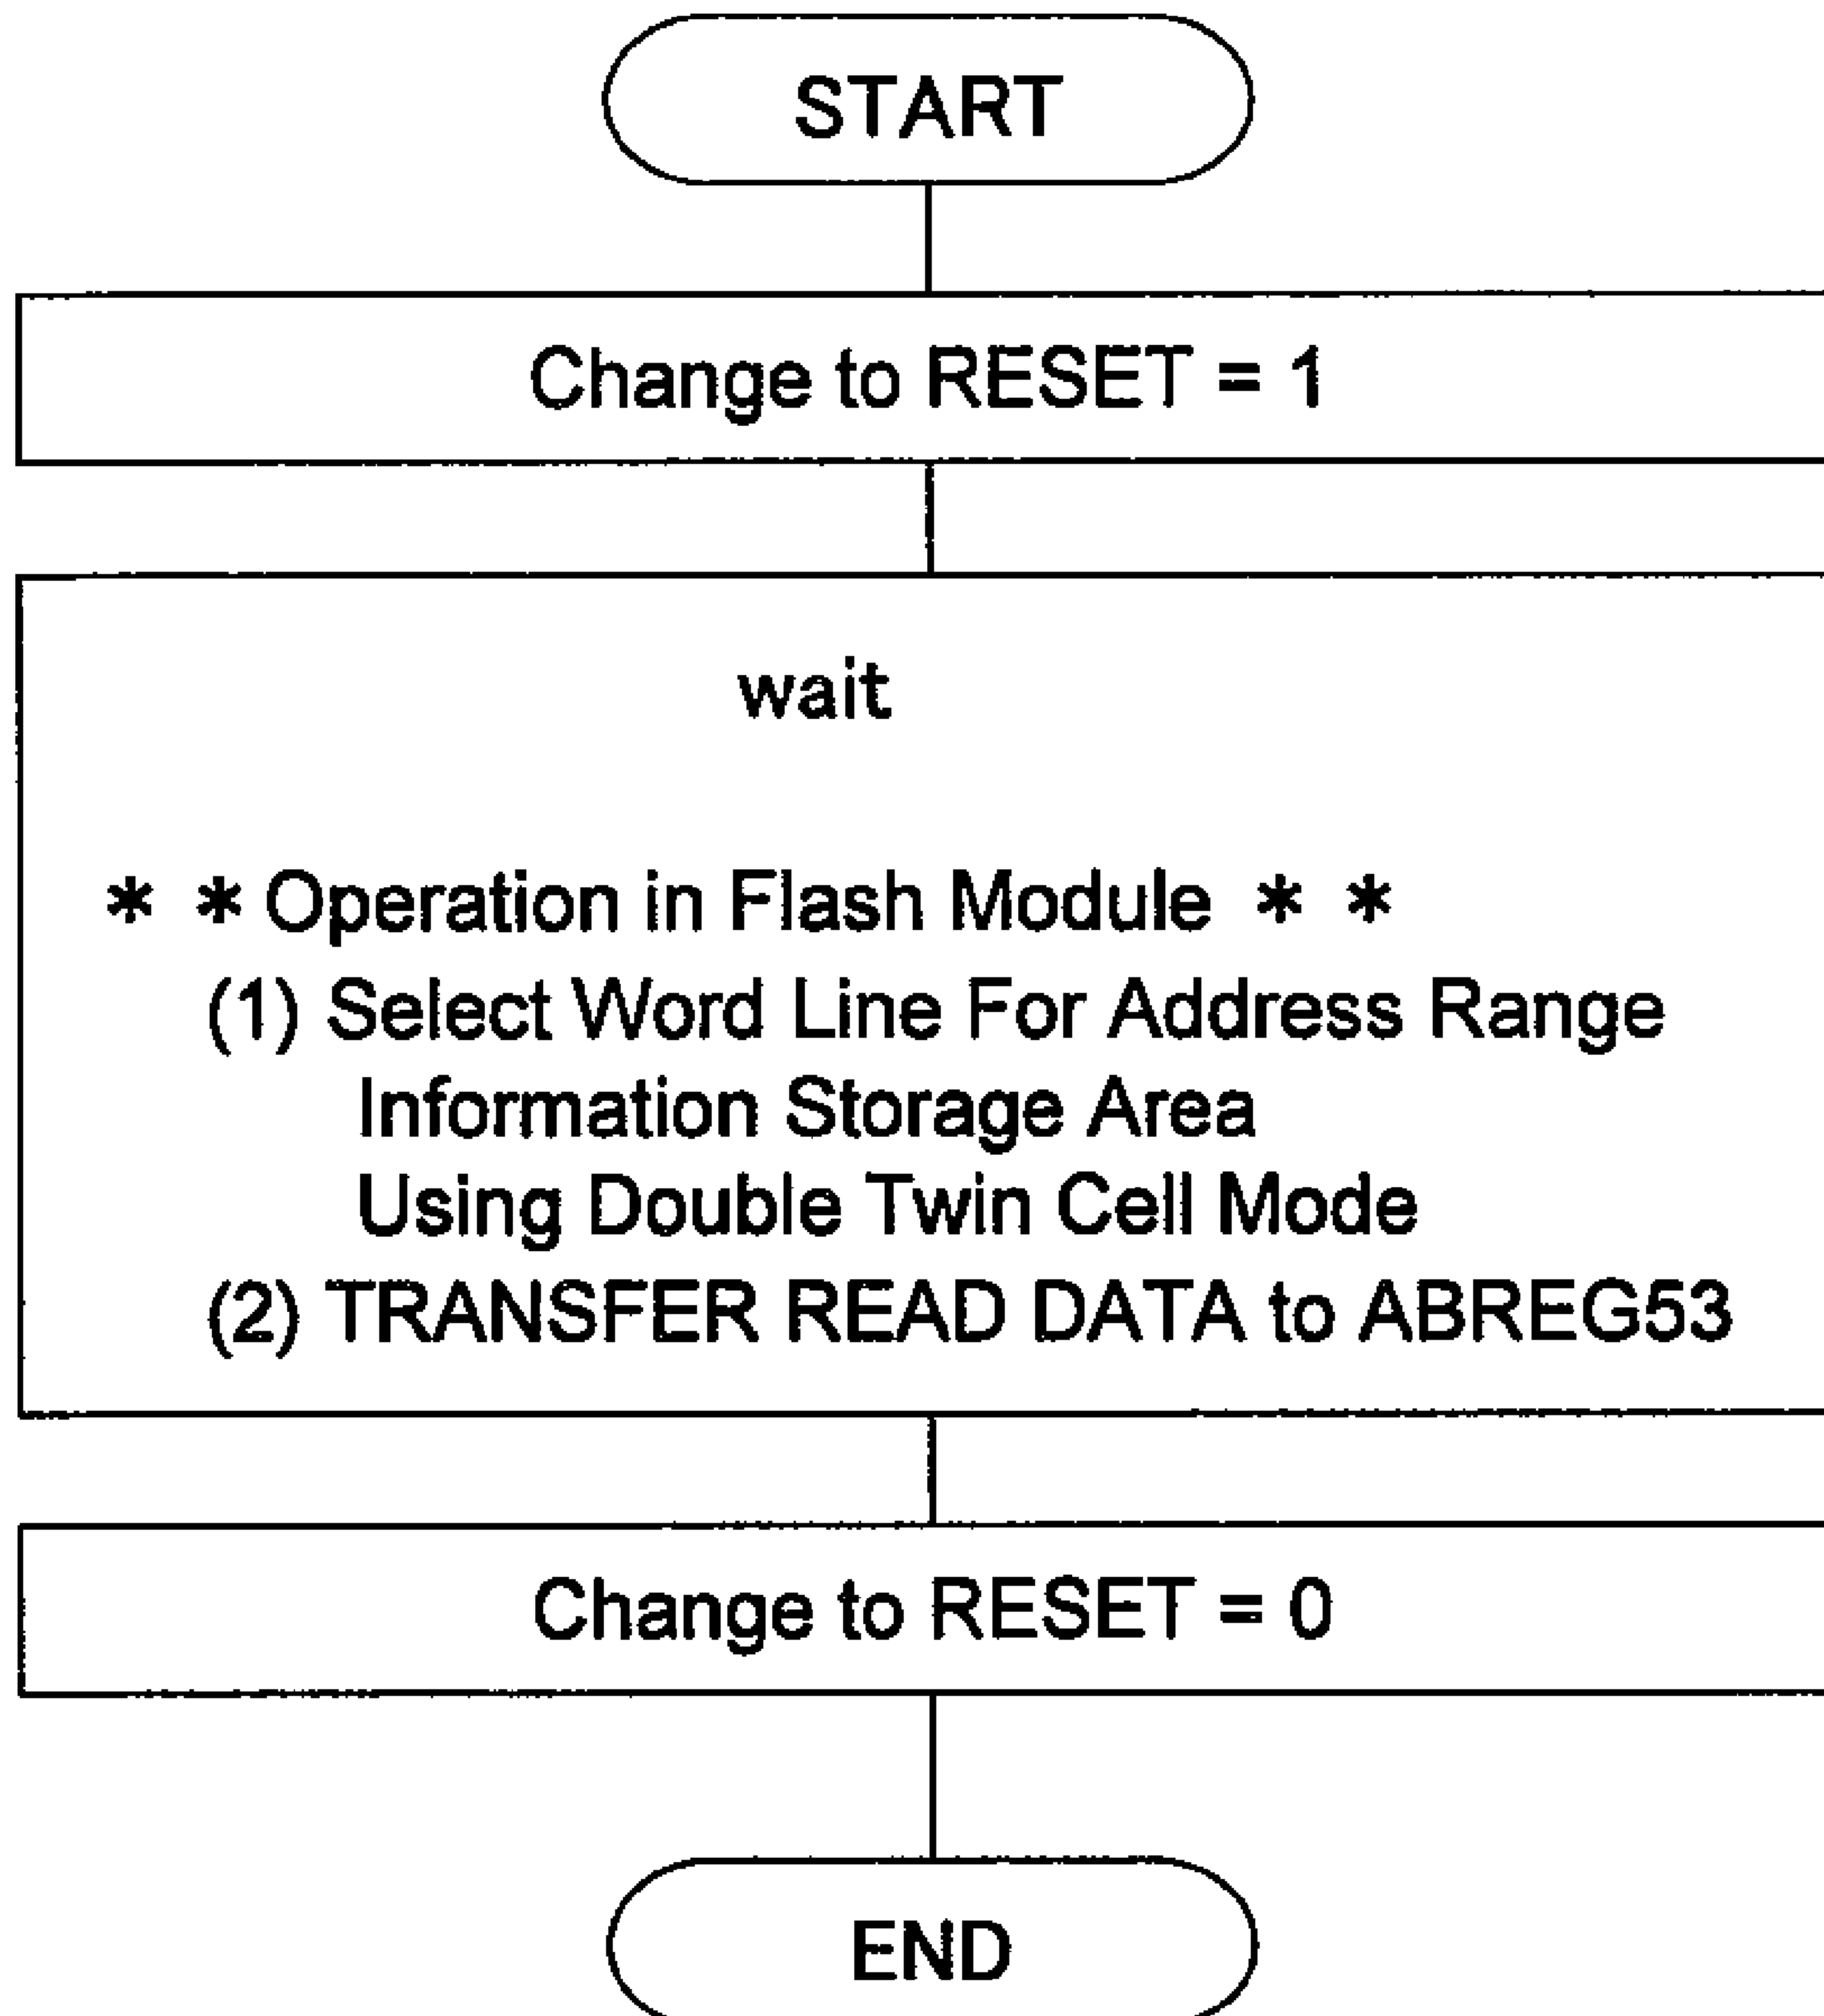 START
Change to RESET = 1
wait
* * Operation in Flash Module * *
(1) Select Word Line For Address Range
Information Storage Area
Using Double Twin Cell Mode
(2) TRANSFER READ DATA to ABREG53
Change to RESET = 0
END